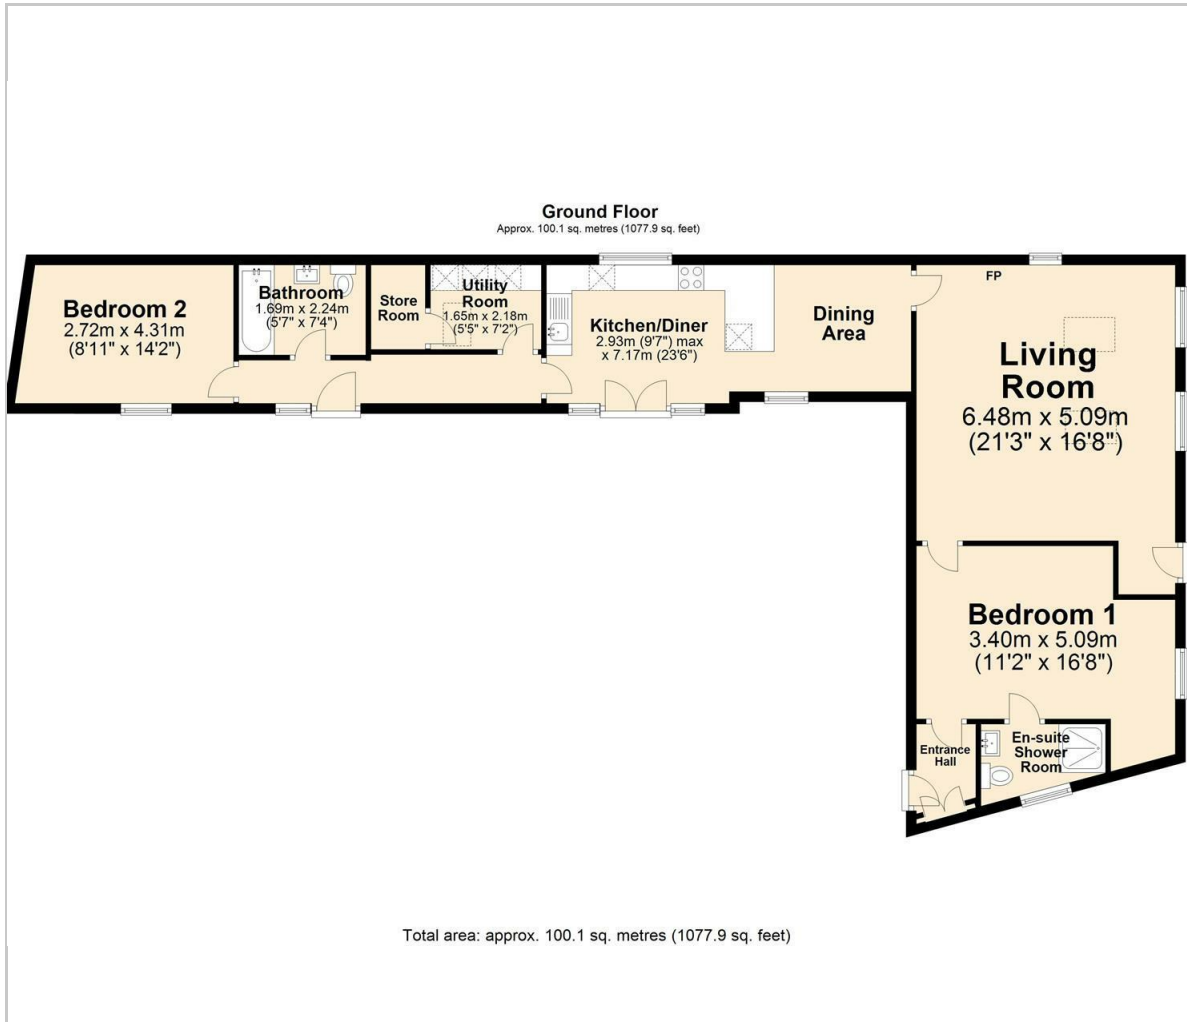 Ground Floor
Approx. 100.1 sq. metres (1077.9 sq. feet)
Bedroom 2
2.72m x 4.31m
(8'11" x 14'2")
Bathroom
1.69m x 2.24m
(5'7" x 7'4")
Store
Room
Utility
Room
1.65m x 2.18m
(5'5" x 7'2")
Kitchen/Diner
2.93m (9'7") max
x 7.17m (23'6")
Dining
Area
FP
Living
Room
6.48m x 5.09m
(21'3" x 16'8")
Bedroom 1
3.40m x 5.09m
(11'2" x 16'8")
Entrance
Hall
En-suite
Shower
Room
Total area: approx. 100.1 sq. metres (1077.9 sq. feet)